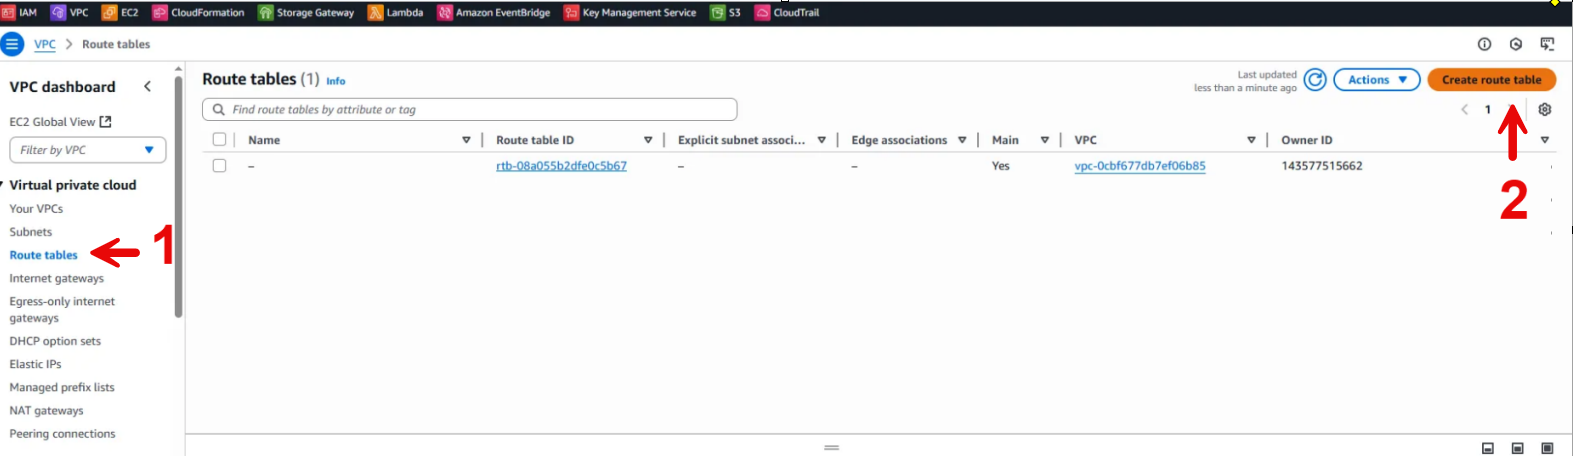 IAM VPC EC2 CloudFormation Storage Gateway Lambda Amazon EventBridge Key Management Service S3 CloudTrail
VPC > Route tables
VPC dashboard
EC2 Global View
Filter by VPC
Virtual private cloud
Your VPCs
Subnets
Route tables
1
Internet gateways
Egress-only internet
gateways
DHCP option sets
Elastic IPs
Managed prefix lists
NAT gateways
Peering connections
Route tables (1) Info
Last updated
less than a minute ago
Actions
Create route table
Find route tables by attribute or tag
1
Name Route table ID Explicit subnet associ... Edge associations Main VPC Owner ID
– rtb-08a055b2dfe0c5b67 – – Yes vpc-0cbf677db7ef06b85 143577515662
2